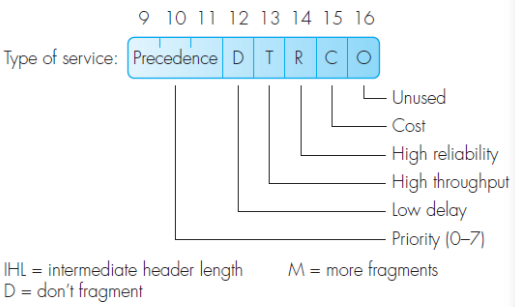 9 10 11 12 13 14 15 16
Type of service: Precedence D T R C O
Unused
Cost
High reliability
High throughput
Low delay
Priority (0–7)
IHL = intermediate header length M = more fragments
D = don't fragment